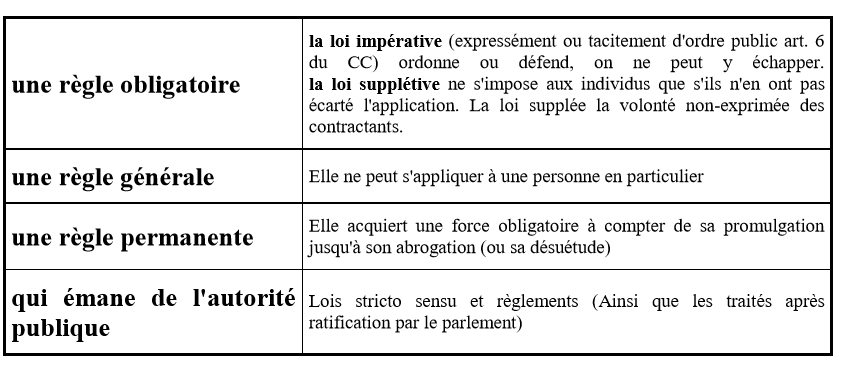 une règle obligatoire
la loi impérative (expressément ou tacitement d'ordre public art. 6
du CC) ordonne ou défend, on ne peut y échapper.
la loi supplétive ne s'impose aux individus que s'ils n'en ont pas
écarté l'application. La loi supplée la volonté non-exprimée des
contractants.
une règle générale
Elle ne peut s'appliquer à une personne en particulier
une règle permanente
Elle acquiert une force obligatoire à compter de sa promulgation
jusqu'à son abrogation (ou sa désuétude)
qui émane de l'autorité
publique
Lois stricto sensu et règlements (Ainsi que les traités après
ratification par le parlement)